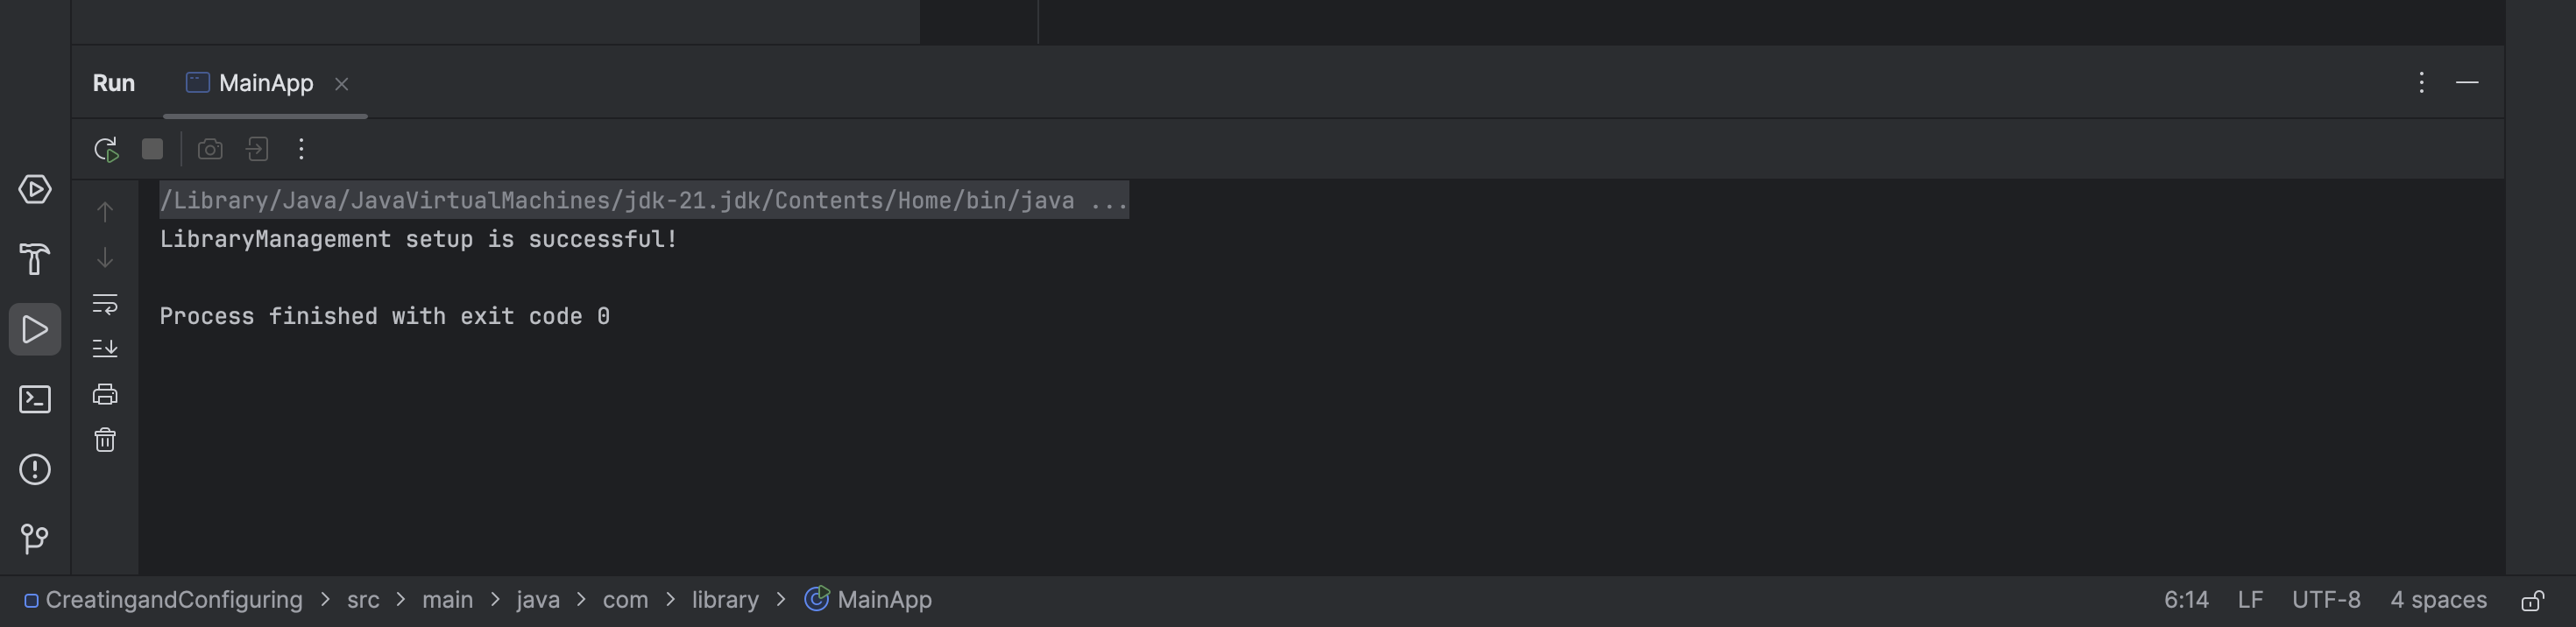 Run MainApp
/Library/Java/JavaVirtualMachines/jdk-21.jdk/Contents/Home/bin/java ...
LibraryManagement setup is successful!
Process finished with exit code 0
CreatingandConfiguring > src > main > java > com > library > MainApp 6:14 LF UTF-8 4 spaces